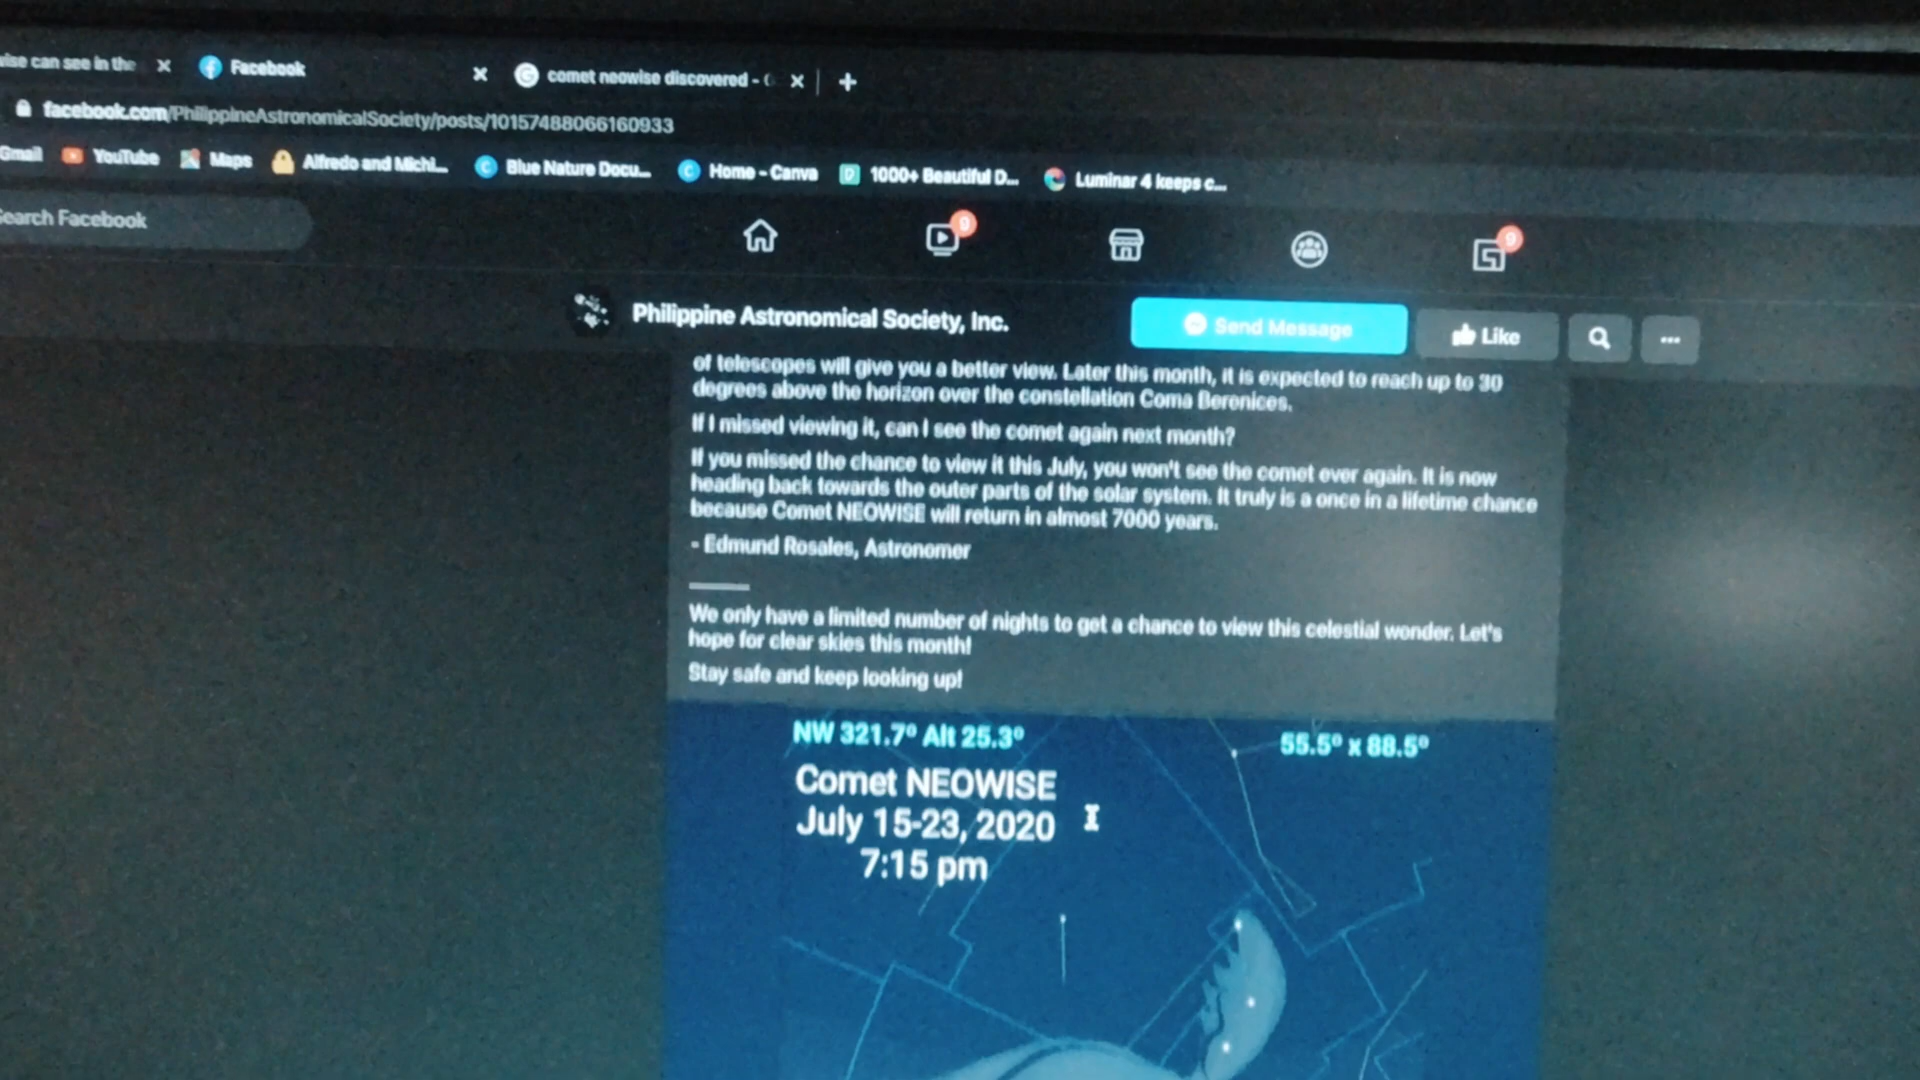 wise can see in the
Facebook
comet neowise discovered -
facebook.com/PhilippineAstronomicalSociety/posts/10157488066160933
Gmail
YouTube
Maps
Alfredo and Michi...
Blue Nature Docu...
Home - Canva
1000+ Beautiful D...
Luminar 4 keeps c...
Search Facebook
9
9
Philippine Astronomical Society, Inc.
Send Message
Like
...
of telescopes will give you a better view. Later this month, it is expected to reach up to 30
degrees above the horizon over the constellation Coma Berenices.
If I missed viewing it, can I see the comet again next month?
If you missed the chance to view it this July, you won't see the comet ever again. It is now
heading back towards the outer parts of the solar system. It truly is a once in a lifetime chance
because Comet NEOWISE will return in almost 7000 years.
- Edmund Rosales, Astronomer
We only have a limited number of nights to get a chance to view this celestial wonder. Let's
hope for clear skies this month!
Stay safe and keep looking up!
NW 321.7º Alt 25.3º
55.5º x 88.5º
Comet NEOWISE
July 15-23, 2020
7:15 pm